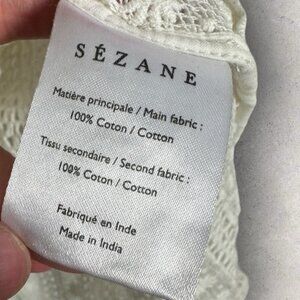 SÉZANE
Matière principale / Main fabric :
100% Coton / Cotton
Tissu secondaire / Second fabric :
100% Coton / Cotton
Fabriqué en Inde
Made in India